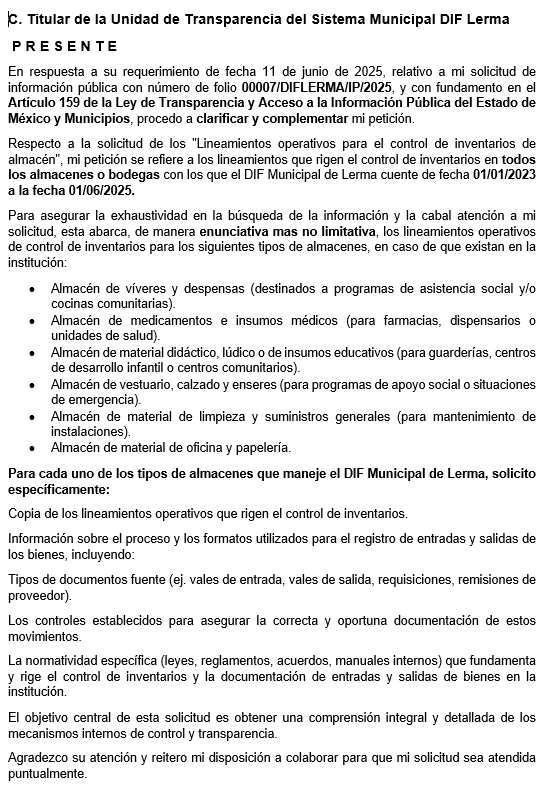 C. Titular de la Unidad de Transparencia del Sistema Municipal DIF Lerma
P R E S E N T E
En respuesta a su requerimiento de fecha 11 de junio de 2025, relativo a mi solicitud de
información pública con número de folio 00007/DIFLERMA/IP/2025, y con fundamento en el
Artículo 159 de la Ley de Transparencia y Acceso a la Información Pública del Estado de
México y Municipios, procedo a clarificar y complementar mi petición.
Respecto a la solicitud de los "Lineamientos operativos para el control de inventarios de
almacén", mi petición se refiere a los lineamientos que rigen el control de inventarios en todos
los almacenes o bodegas con los que el DIF Municipal de Lerma cuente de fecha 01/01/2023
a la fecha 01/06/2025.
Para asegurar la exhaustividad en la búsqueda de la información y la cabal atención a mi
solicitud, esta abarca, de manera enunciativa mas no limitativa, los lineamientos operativos
de control de inventarios para los siguientes tipos de almacenes, en caso de que existan en la
institución:
• Almacén de víveres y despensas (destinados a programas de asistencia social y/o
cocinas comunitarias).
• Almacén de medicamentos e insumos médicos (para farmacias, dispensarios o
unidades de salud).
• Almacén de material didáctico, lúdico o de insumos educativos (para guarderías, centros
de desarrollo infantil o centros comunitarios).
• Almacén de vestuario, calzado y enseres (para programas de apoyo social o situaciones
de emergencia).
• Almacén de material de limpieza y suministros generales (para mantenimiento de
instalaciones).
• Almacén de material de oficina y papelería.
Para cada uno de los tipos de almacenes que maneje el DIF Municipal de Lerma, solicito
específicamente:
Copia de los lineamientos operativos que rigen el control de inventarios.
Información sobre el proceso y los formatos utilizados para el registro de entradas y salidas de
los bienes, incluyendo:
Tipos de documentos fuente (ej. vales de entrada, vales de salida, requisiciones, remisiones de
proveedor).
Los controles establecidos para asegurar la correcta y oportuna documentación de estos
movimientos.
La normatividad específica (leyes, reglamentos, acuerdos, manuales internos) que fundamenta
y rige el control de inventarios y la documentación de entradas y salidas de bienes en la
institución.
El objetivo central de esta solicitud es obtener una comprensión integral y detallada de los
mecanismos internos de control y transparencia.
Agradezco su atención y reitero mi disposición a colaborar para que mi solicitud sea atendida
puntualmente.